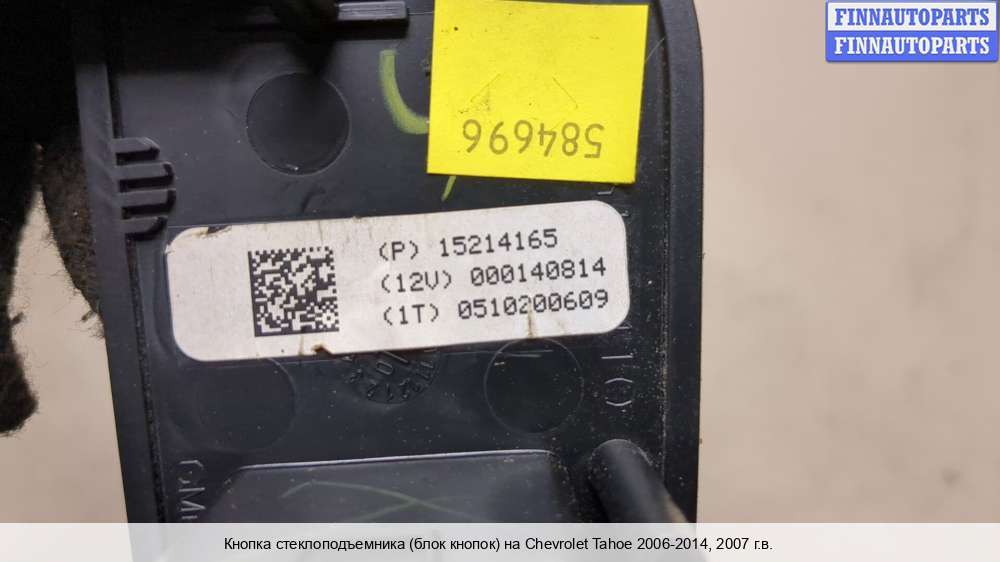 FINNAUTOPARTS
FINNAUTOPARTS
584696
(P) 15214165
(12V) 000140814
(1T) 0510200609
Кнопка стеклоподъемника (блок кнопок) на Chevrolet Tahoe 2006-2014, 2007 г.в.